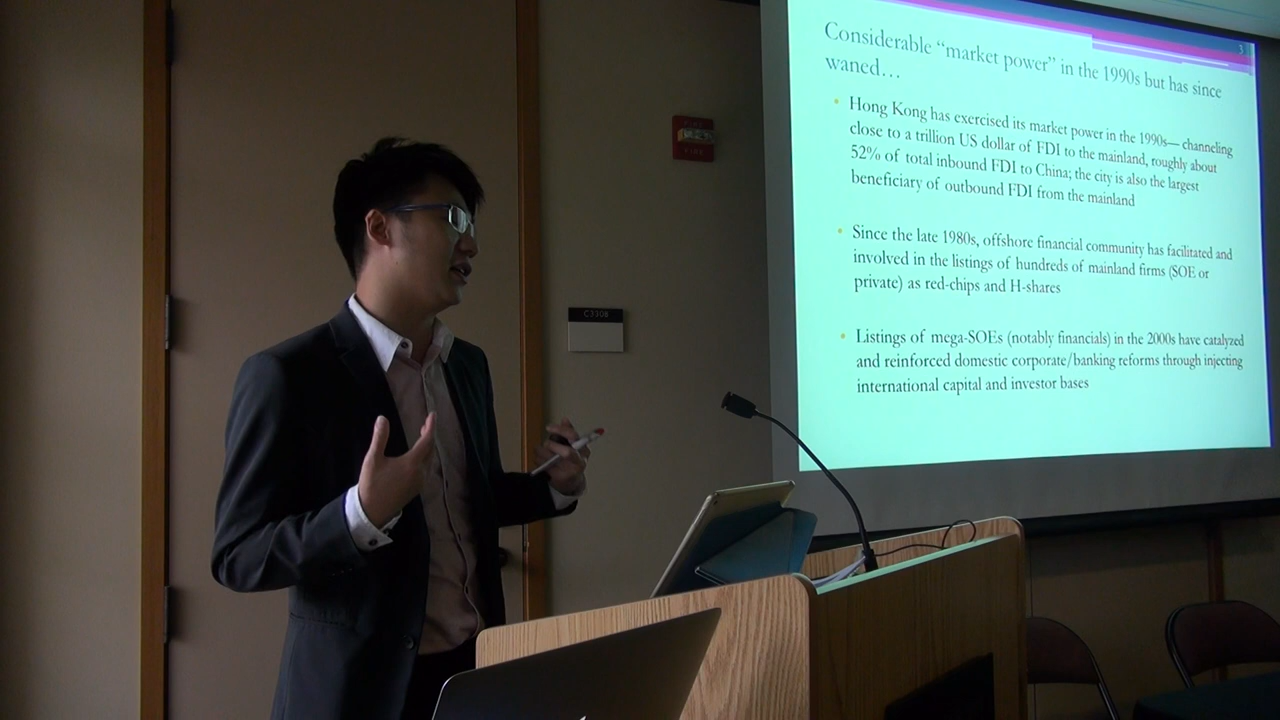 3
Considerable “market power” in the 1990s but has since
waned…
• Hong Kong has exercised its market power in the 1990s—channeling
close to a trillion US dollar of FDI to the mainland, roughly about
52% of total inbound FDI to China; the city is also the largest
beneficiary of outbound FDI from the mainland
• Since the late 1980s, offshore financial community has facilitated and
involved in the listings of hundreds of mainland firms (SOE or
private) as red-chips and H-shares
• Listings of mega-SOEs (notably financials) in the 2000s have catalyzed
and reinforced domestic corporate/banking reforms through injecting
international capital and investor bases
FIRE
FIRE
C3308